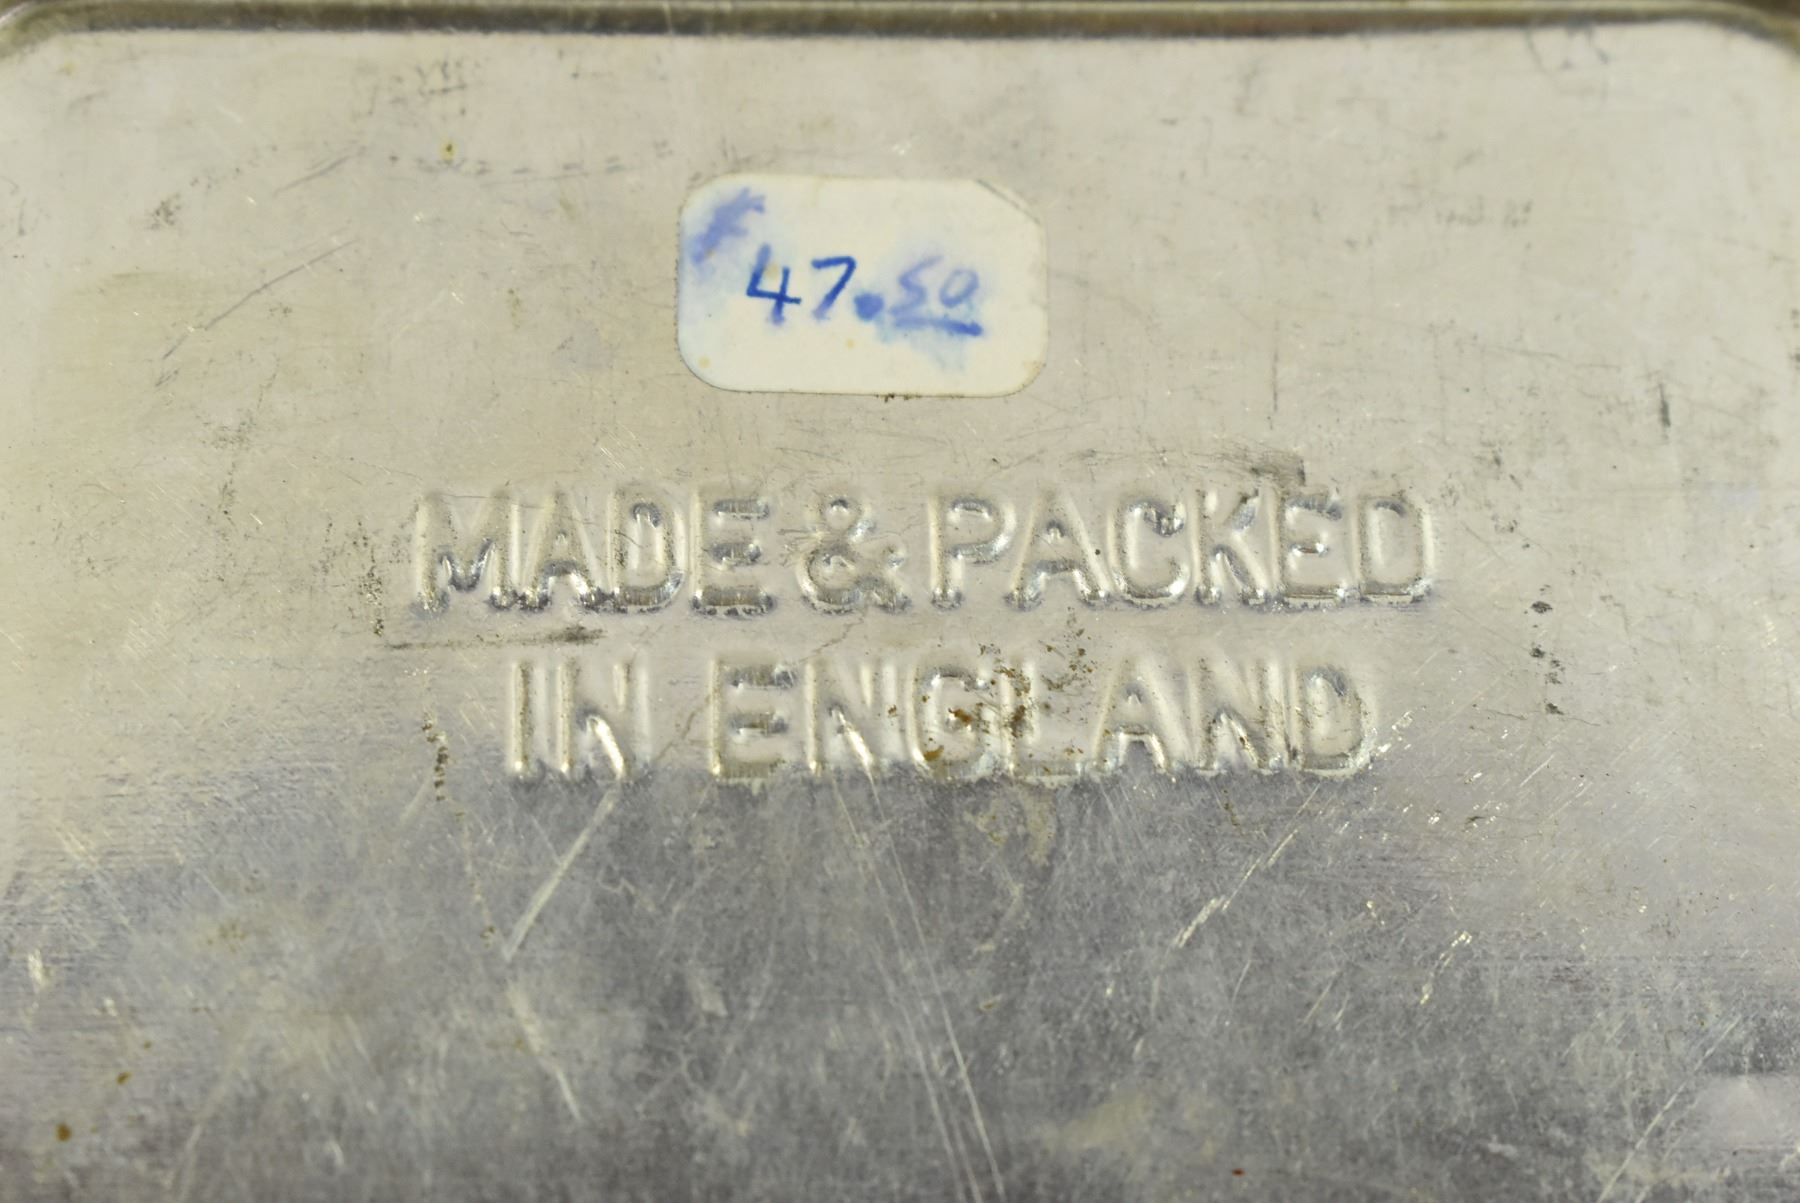 47.50
MADE & PACKED
IN ENGLAND